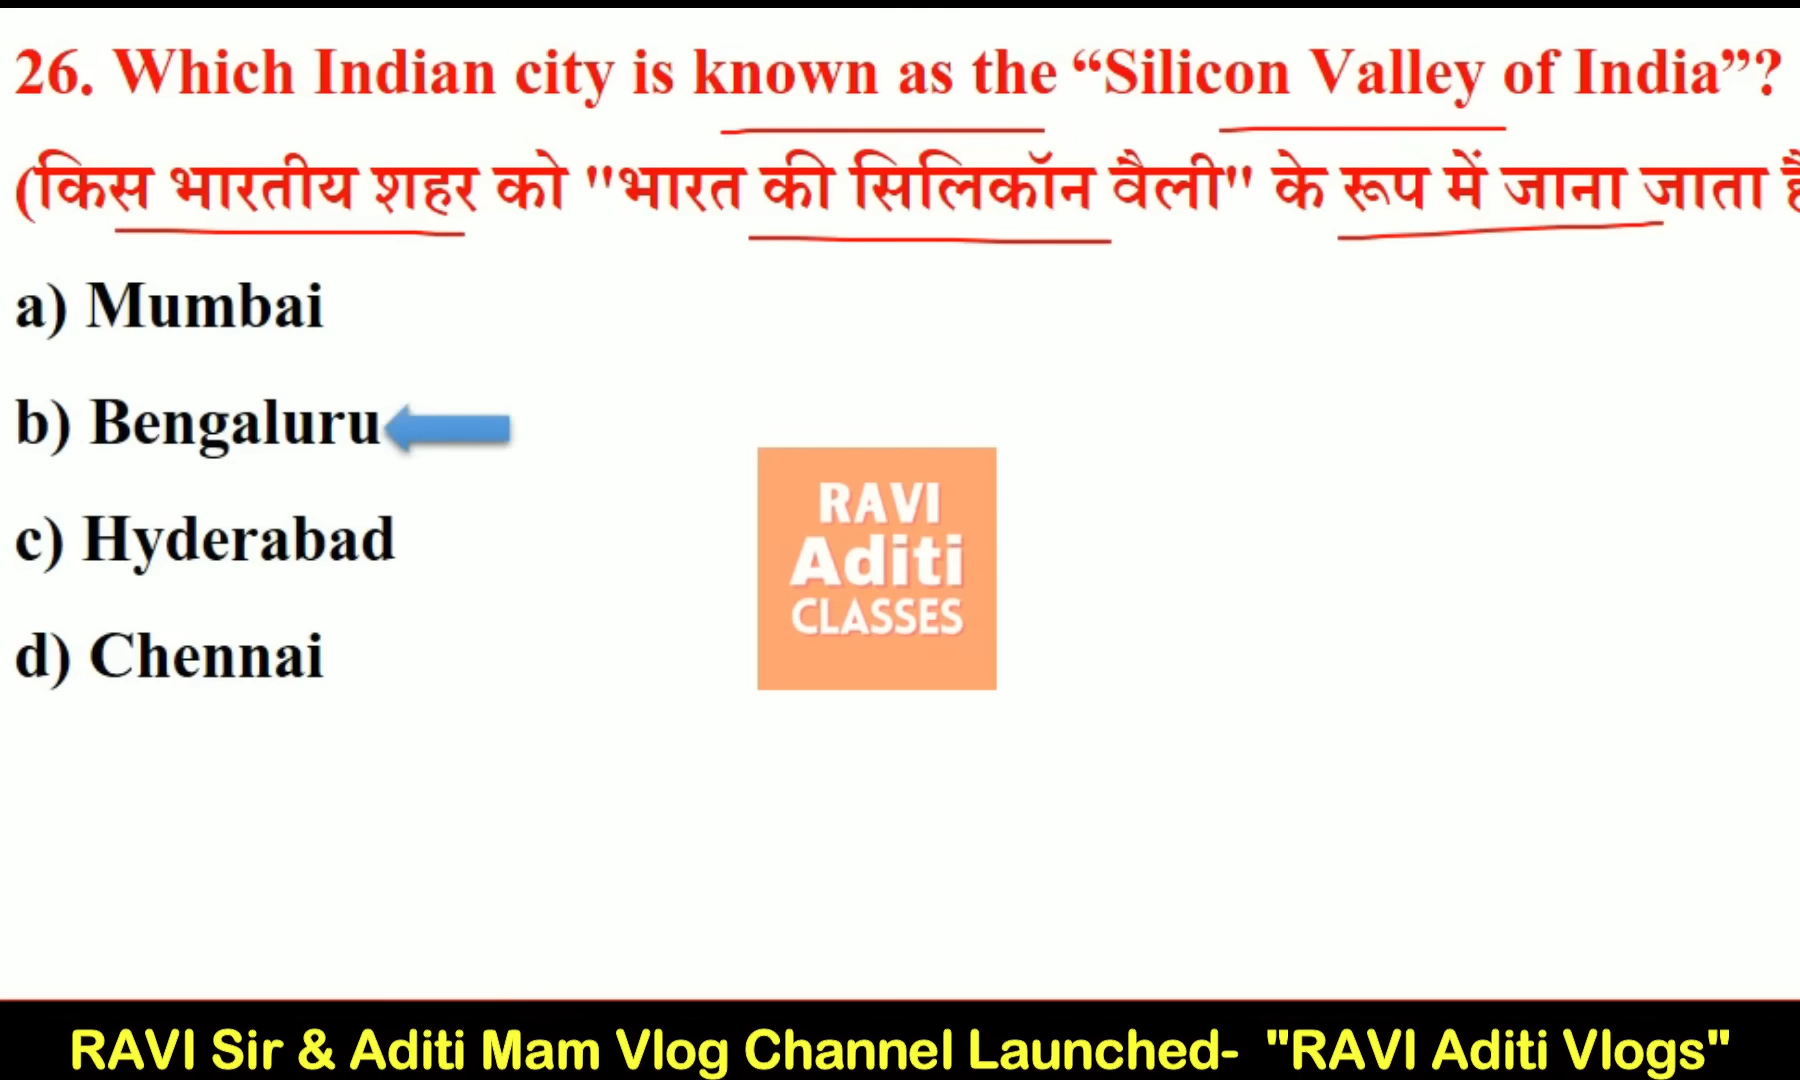 26. Which Indian city is known as the “Silicon Valley of India”?
(किस भारतीय शहर को "भारत की सिलिकॉन वैली" के रूप में जाना जाता
a) Mumbai
b) Bengaluru
c) Hyderabad
d) Chennai
RAVI
Aditi
CLASSES
RAVI Sir & Aditi Mam Vlog Channel Launched- "RAVI Aditi Vlogs"